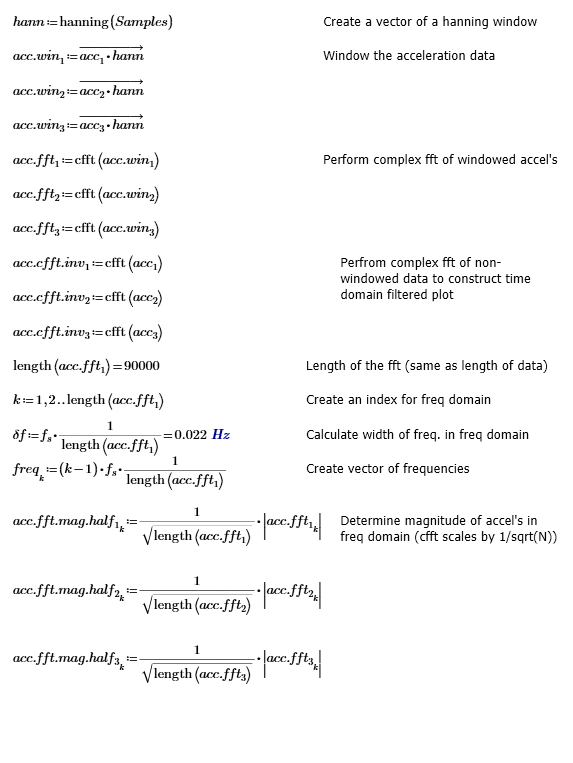 hann:=hanning(Samples) Create a vector of a hanning window
acc.win₁:=acc₁·hann Window the acceleration data
acc.win₂:=acc₂·hann
acc.win₃:=acc₃·hann
acc.fft₁:=cfft(acc.win₁) Perform complex fft of windowed accel's
acc.fft₂:=cfft(acc.win₂)
acc.fft₃:=cfft(acc.win₃)
acc.cfft.inv₁:=cfft(acc₁) Perfrom complex fft of non-
windowed data to construct time
acc.cfft.inv₂:=cfft(acc₂) domain filtered plot
acc.cfft.inv₃:=cfft(acc₃)
length(acc.fft₁)=90000 Length of the fft (same as length of data)
k:=1,2..length(acc.fft₁) Create an index for freq domain
δf:=fₛ·1/length(acc.fft₁)=0.022 Hz Calculate width of freq. in freq domain
freqₖ:=(k−1)·fₛ·1/length(acc.fft₁) Create vector of frequencies
acc.fft.mag.half₁ₖ:=1/√length(acc.fft₁)·|acc.fft₁ₖ| Determine magnitude of accel's in
freq domain (cfft scales by 1/sqrt(N))
acc.fft.mag.half₂ₖ:=1/√length(acc.fft₂)·|acc.fft₂ₖ|
acc.fft.mag.half₃ₖ:=1/√length(acc.fft₃)·|acc.fft₃ₖ|